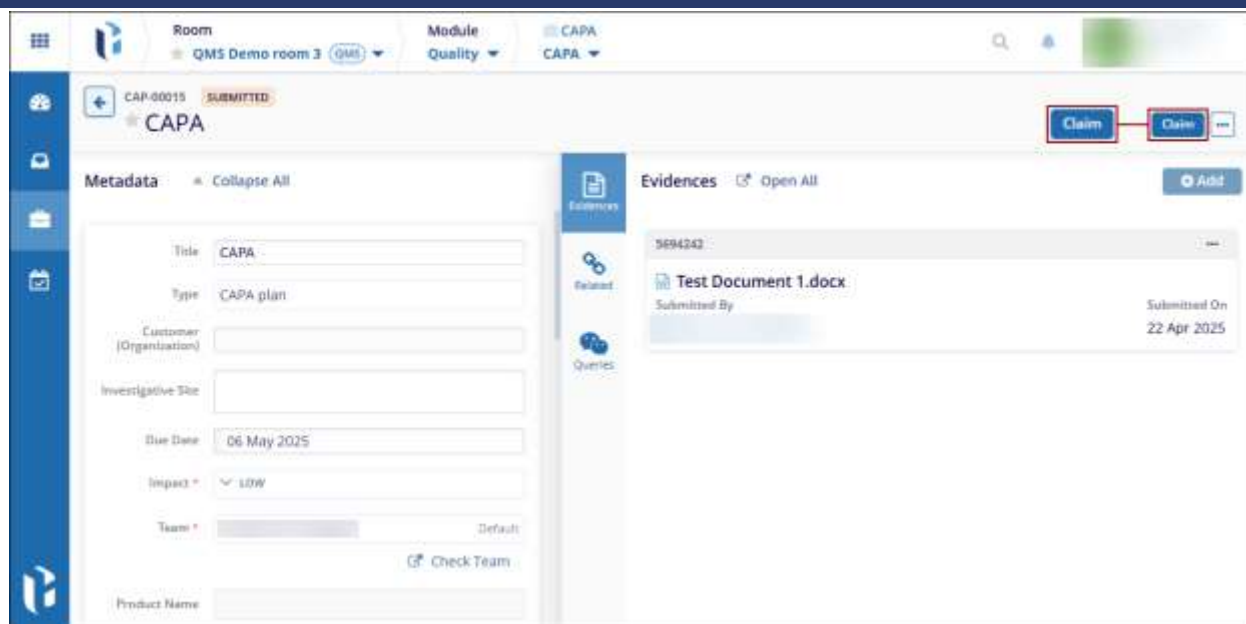 Room
QMS Demo room 3 QMS
Module
Quality
CAPA
CAPA
CAP-00015 SUBMITTED
CAPA
Claim
Claim
Metadata Collapse All
Title CAPA
Type CAPA plan
Customer
(Organization)
Investigative Site
Due Date 06 May 2025
Impact * LOW
Team * Default
Check Team
Product Name
Evidences
Related
Queries
Evidences Open All
Add
5694242
Test Document 1.docx
Submitted By
Submitted On
22 Apr 2025